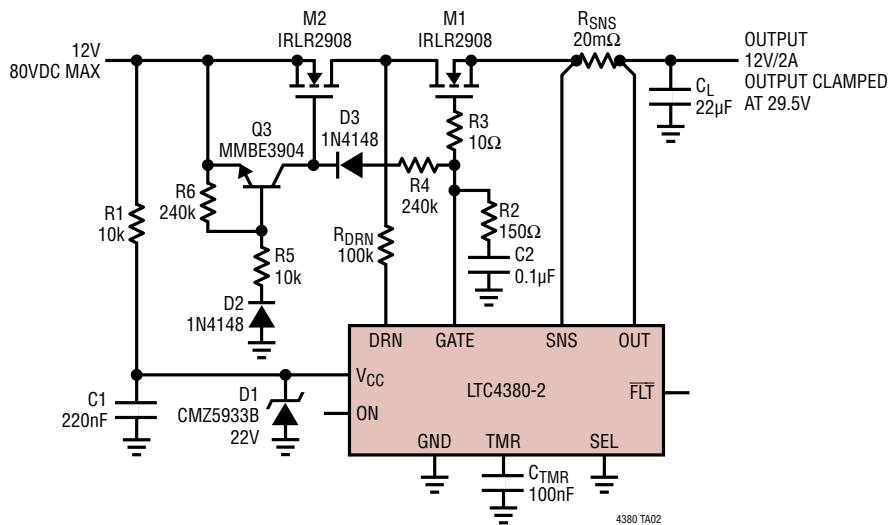 M2
IRLR2908
M1
IRLR2908
RSNS
20mΩ
12V
80VDC MAX
OUTPUT
12V/2A
OUTPUT CLAMPED
AT 29.5V
CL
22µF
Q3
MMBE3904
D3
1N4148
R3
10Ω
R6
240k
R4
240k
R1
10k
R2
150Ω
RDRN
100k
R5
10k
C2
0.1µF
D2
1N4148
DRN
GATE
SNS
OUT
VCC
LTC4380-2
FLT
C1
220nF
D1
CMZ5933B
22V
ON
GND
TMR
SEL
CTMR
100nF
4380 TA02